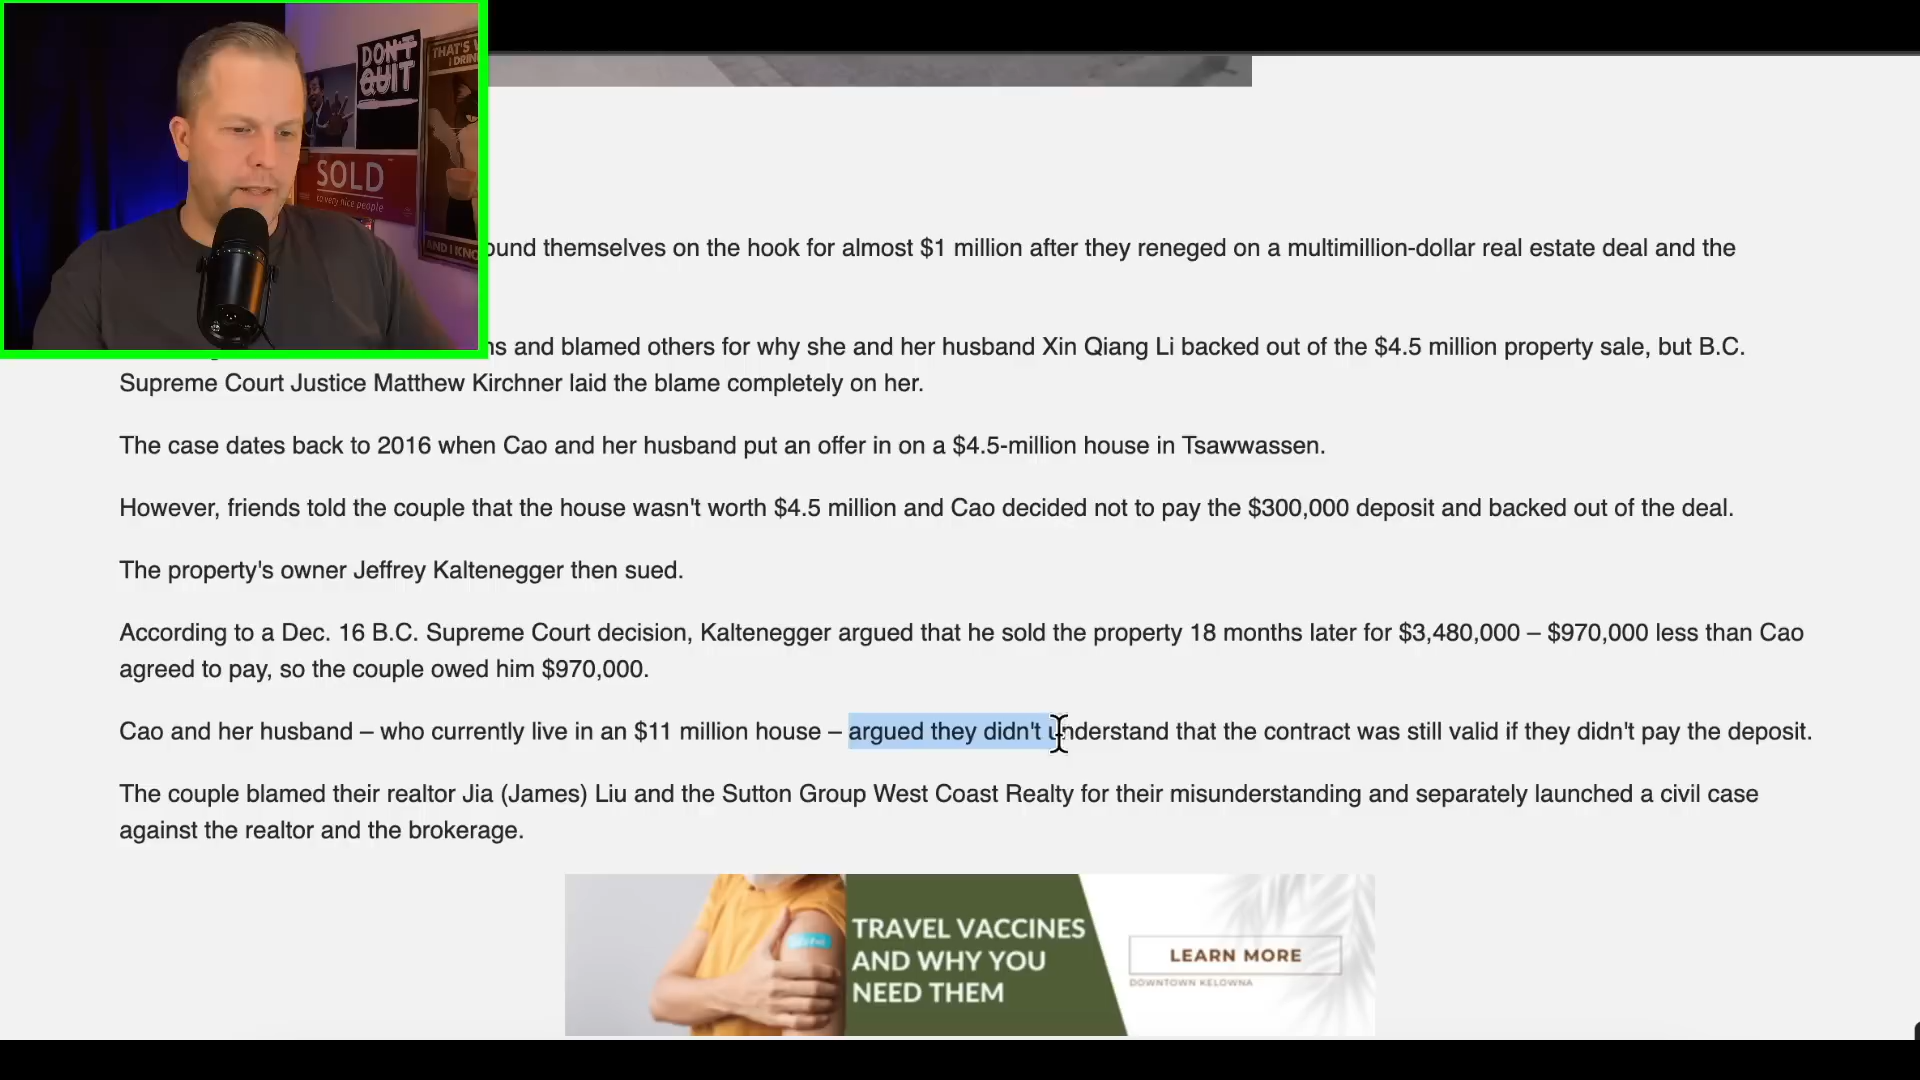 DON'T
QUIT
THAT'S
I DRIN
SOLD
to very nice people
AND I KNO
ound themselves on the hook for almost $1 million after they reneged on a multimillion-dollar real estate deal and the
ns and blamed others for why she and her husband Xin Qiang Li backed out of the $4.5 million property sale, but B.C.
Supreme Court Justice Matthew Kirchner laid the blame completely on her.
The case dates back to 2016 when Cao and her husband put an offer in on a $4.5-million house in Tsawwassen.
However, friends told the couple that the house wasn't worth $4.5 million and Cao decided not to pay the $300,000 deposit and backed out of the deal.
The property's owner Jeffrey Kaltenegger then sued.
According to a Dec. 16 B.C. Supreme Court decision, Kaltenegger argued that he sold the property 18 months later for $3,480,000 – $970,000 less than Cao
agreed to pay, so the couple owed him $970,000.
Cao and her husband – who currently live in an $11 million house – argued they didn't understand that the contract was still valid if they didn't pay the deposit.
The couple blamed their realtor Jia (James) Liu and the Sutton Group West Coast Realty for their misunderstanding and separately launched a civil case
against the realtor and the brokerage.
TRAVEL VACCINES
AND WHY YOU
NEED THEM
LEARN MORE
DOWNTOWN KELOWNA